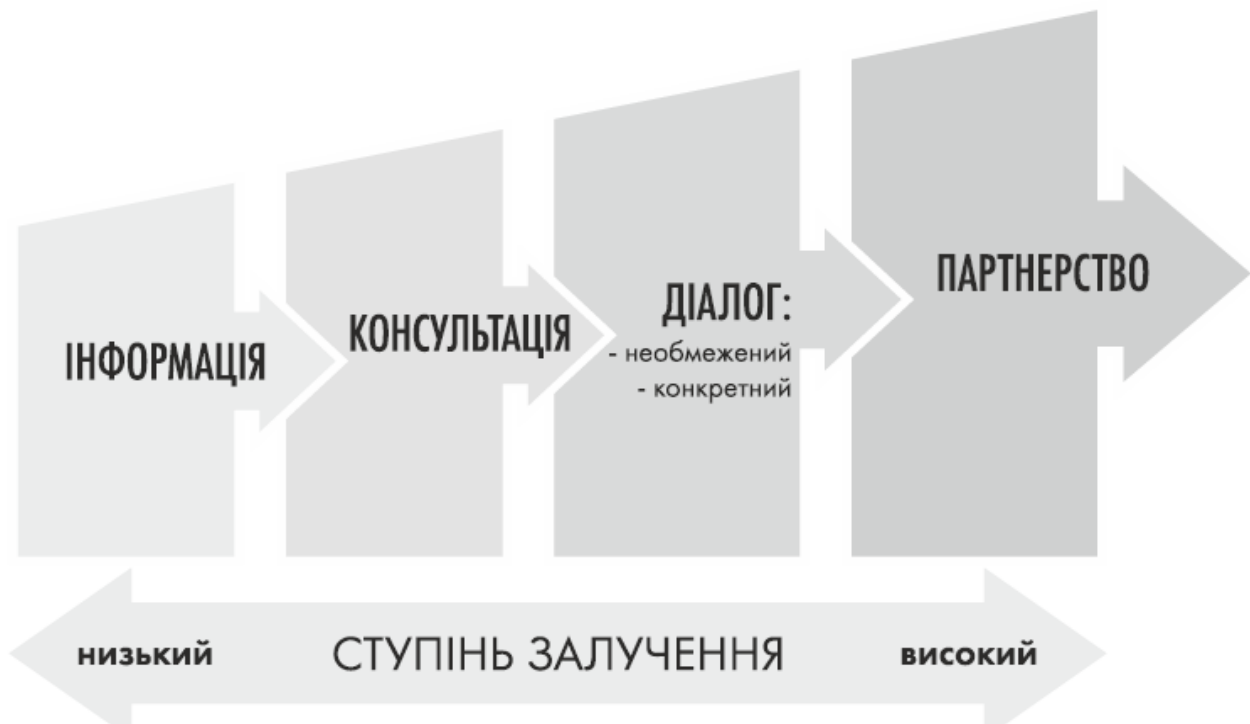 ІНФОРМАЦІЯ
КОНСУЛЬТАЦІЯ
ДІАЛОГ:
- необмежений
- конкретний
ПАРТНЕРСТВО
низький
СТУПІНЬ ЗАЛУЧЕННЯ
високий